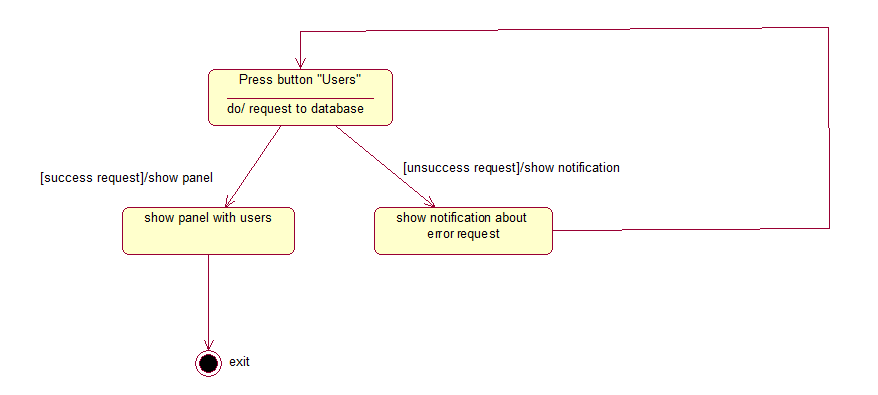 Press button "Users"
do/ request to database
[unsuccess request]/show notification
[success request]/show panel
show panel with users
show notification about
error request
exit